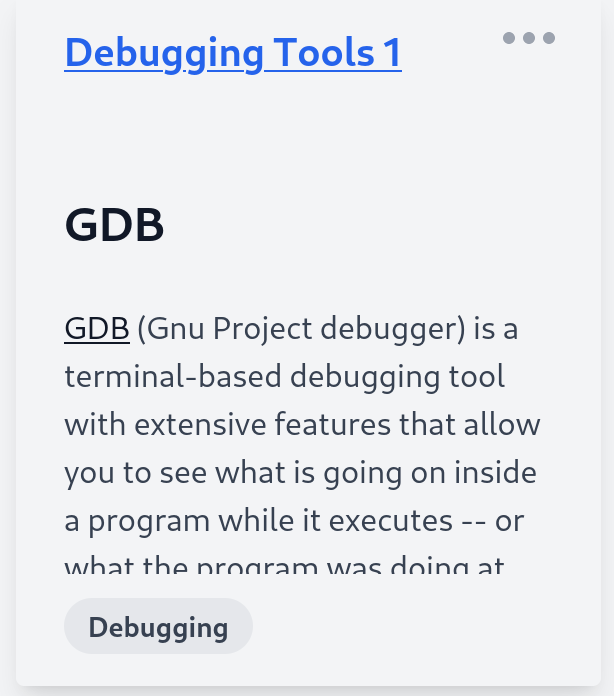 Debugging Tools 1
GDB
GDB (Gnu Project debugger) is a
terminal-based debugging tool
with extensive features that allow
you to see what is going on inside
a program while it executes -- or
what the program was doing at
Debugging